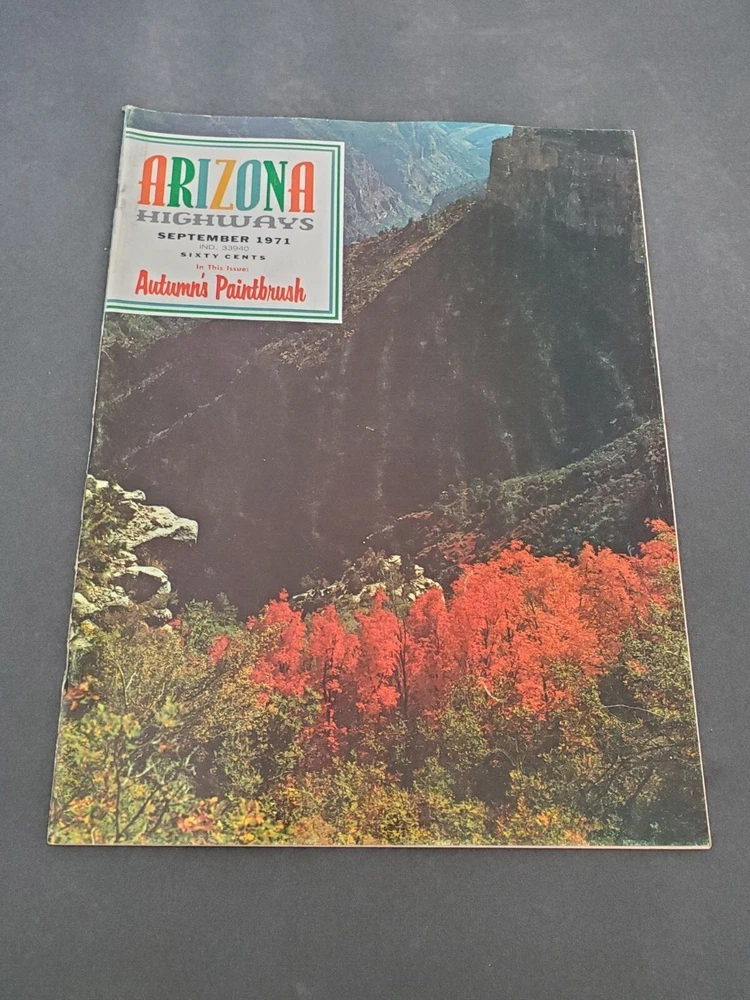 ARIZONA
HIGHWAYS
SEPTEMBER 1971
IND. 33940
SIXTY CENTS
In This Issue:
Autumn's Paintbrush